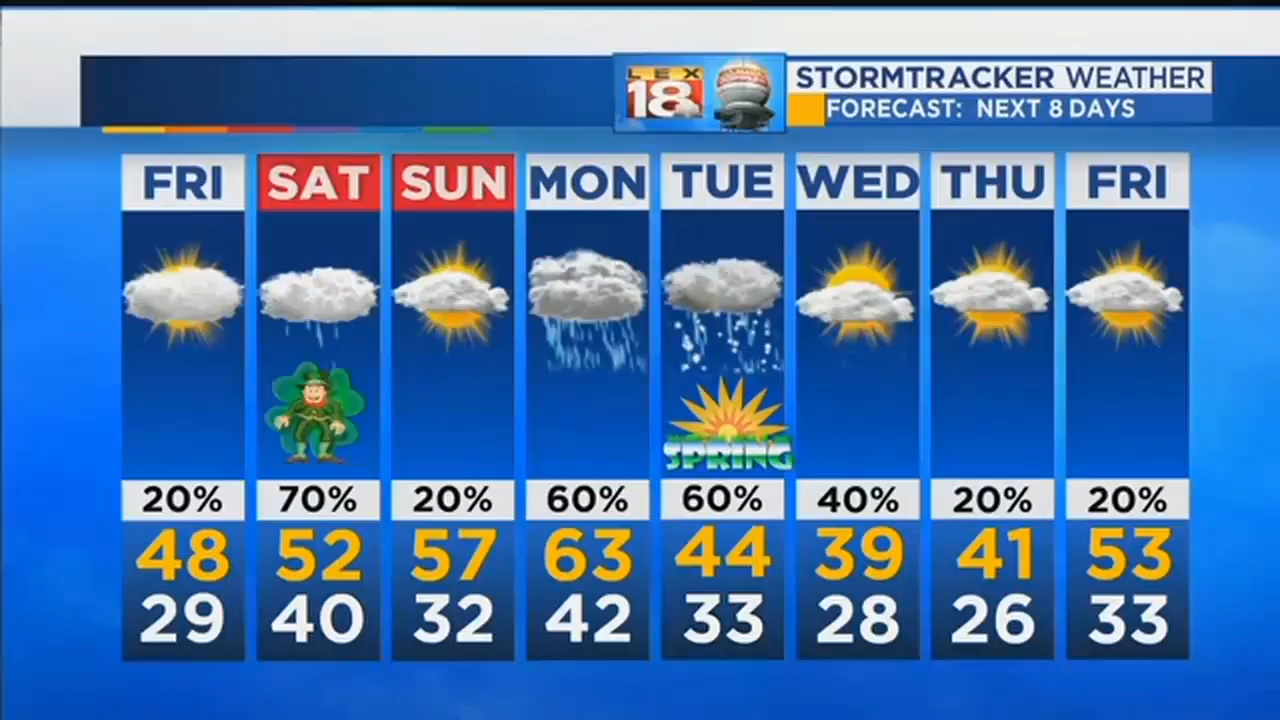 LEX
18
STORMTRACKER WEATHER
FORECAST: NEXT 8 DAYS
FRI SAT SUN MON TUE WED THU FRI
SPRING
20% 70% 20% 60% 60% 40% 20% 20%
48 52 57 63 44 39 41 53
29 40 32 42 33 28 26 33